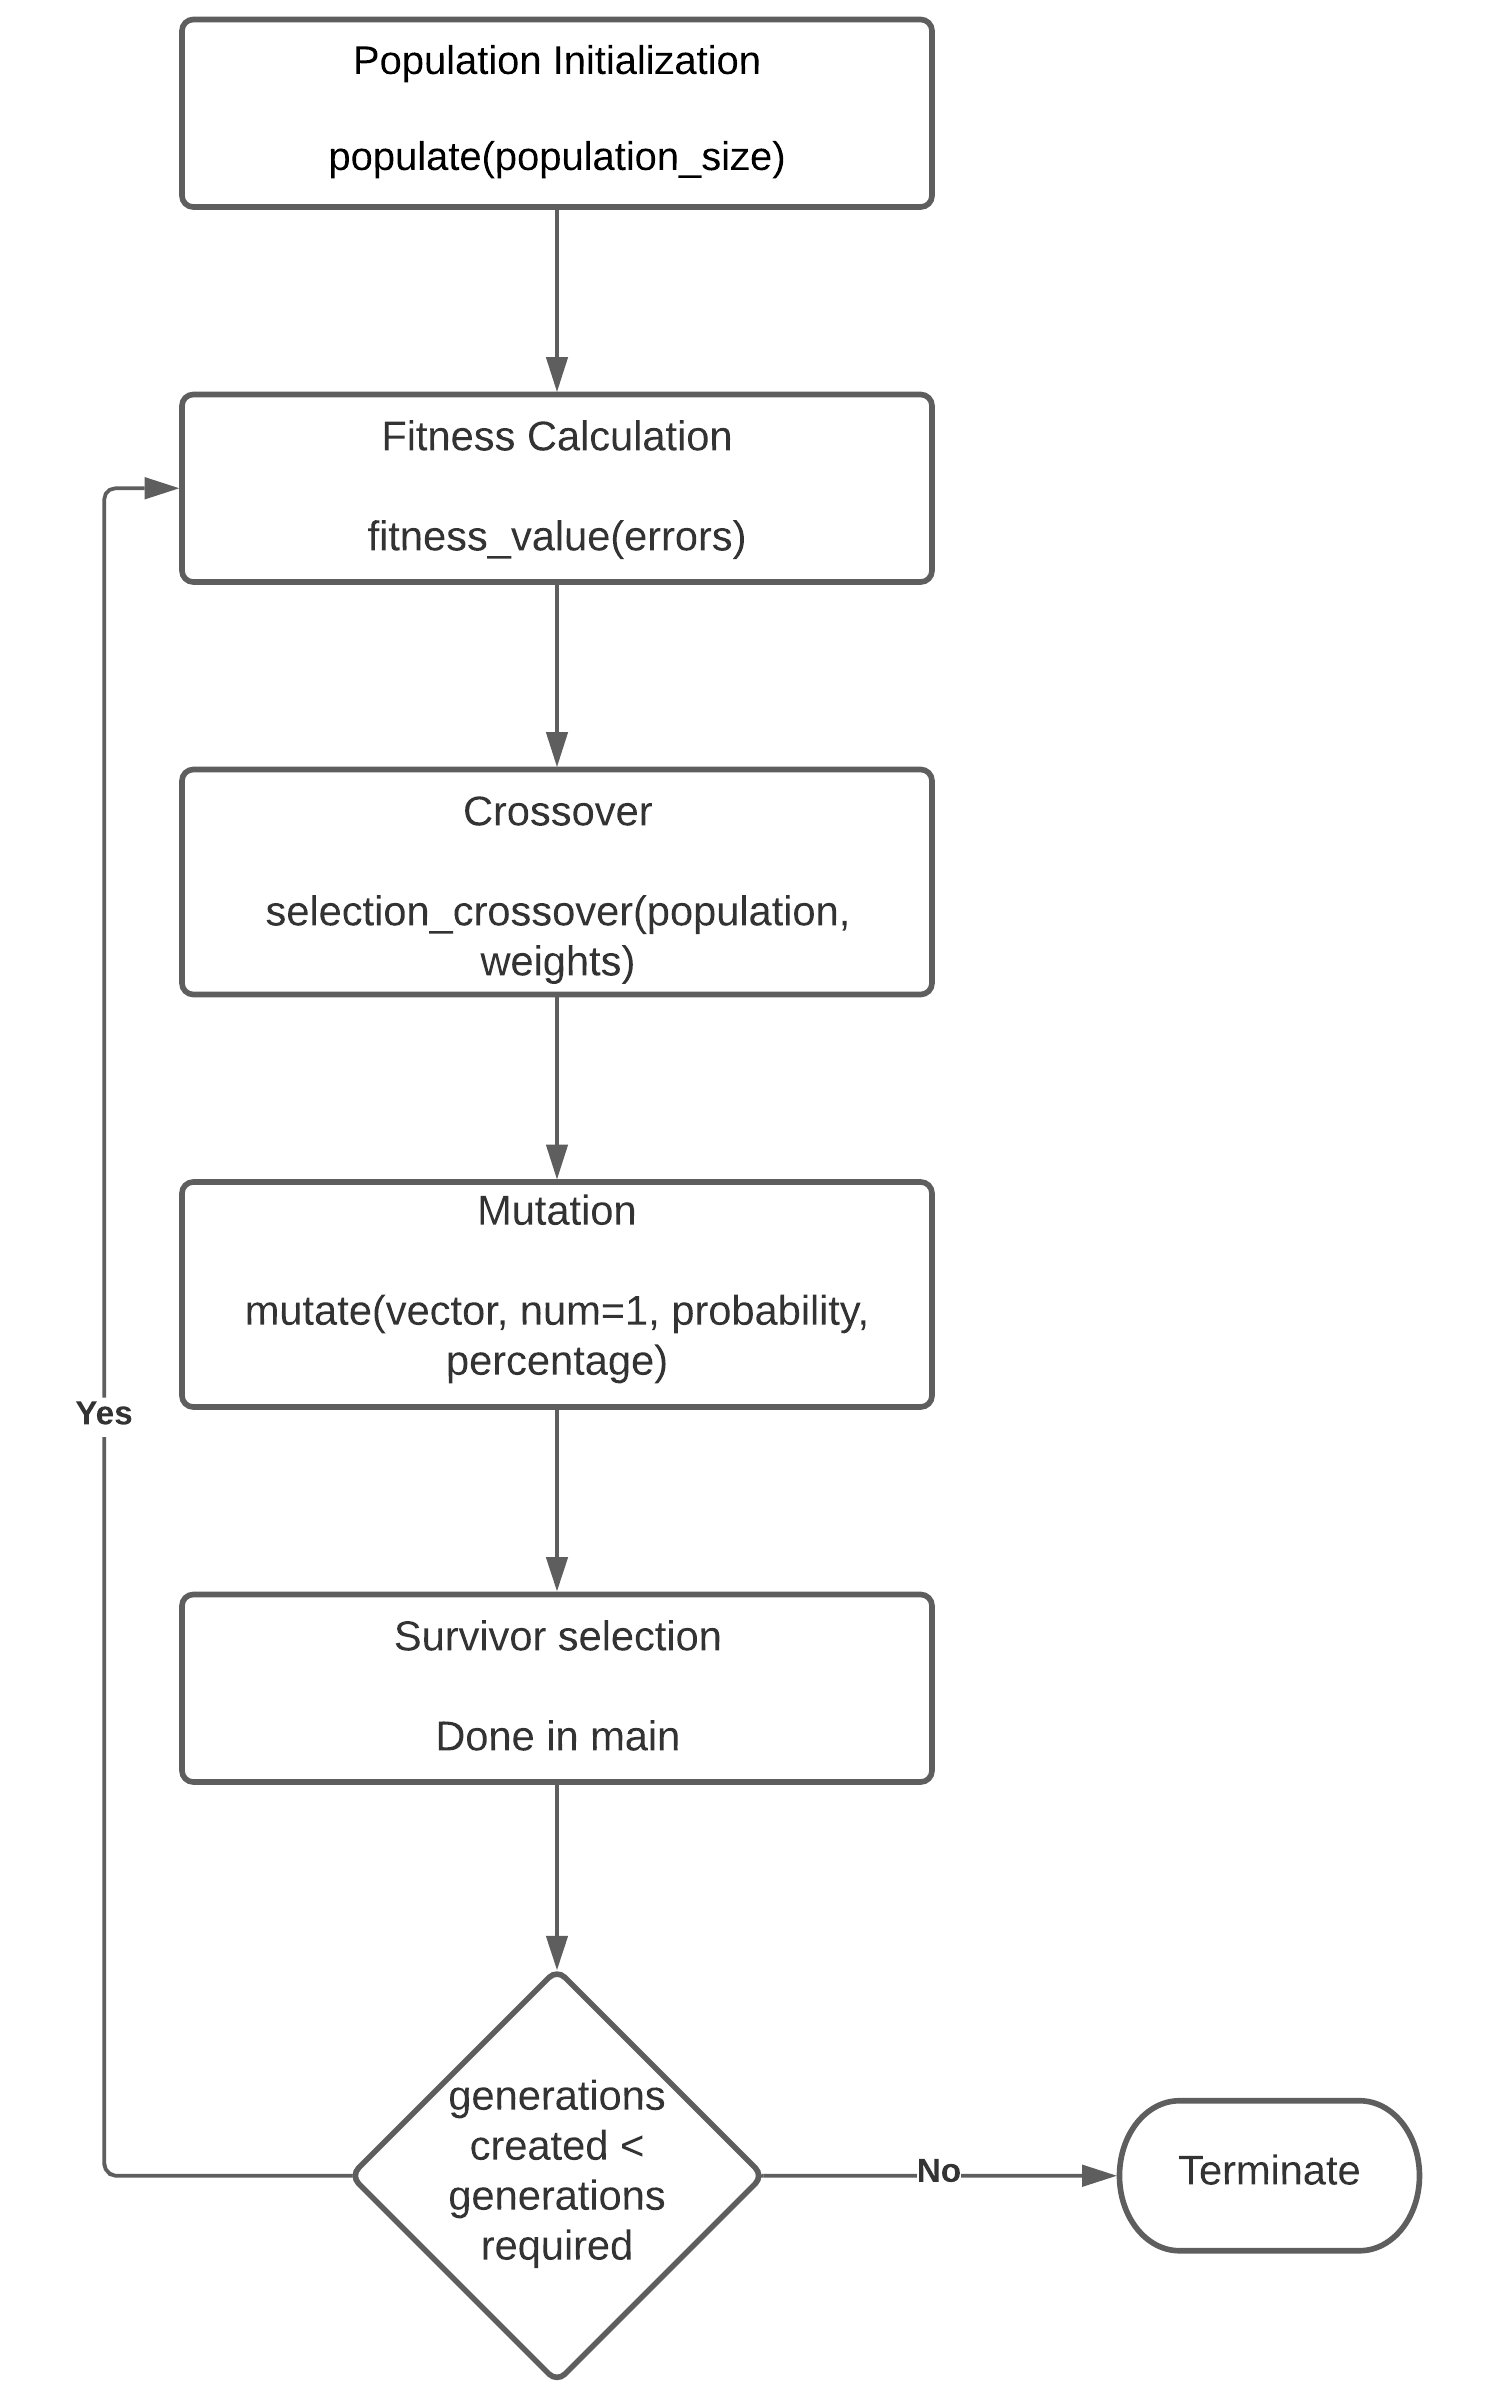 Population Initialization
populate(population_size)
Fitness Calculation
fitness_value(errors)
Crossover
selection_crossover(population,
weights)
Mutation
mutate(vector, num=1, probability,
percentage)
Yes
Survivor selection
Done in main
generations
created <
generations
required
No
Terminate